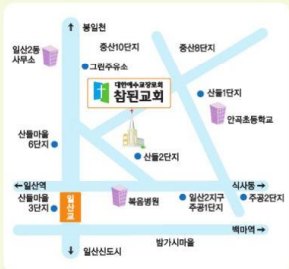 ↑ 봉일천
일산2동
사무소
중산10단지
중산8단지
그린주유소
대한예수교장로회
참된교회
산들1단지
안곡초등학교
산들마을
6단지
산들2단지
←일산역
식사동→
산들마을
3단지
일산교
복음병원
일산2지구
주공1단지
주공2단지
백마역→
밤가시마을
↓ 일산신도시